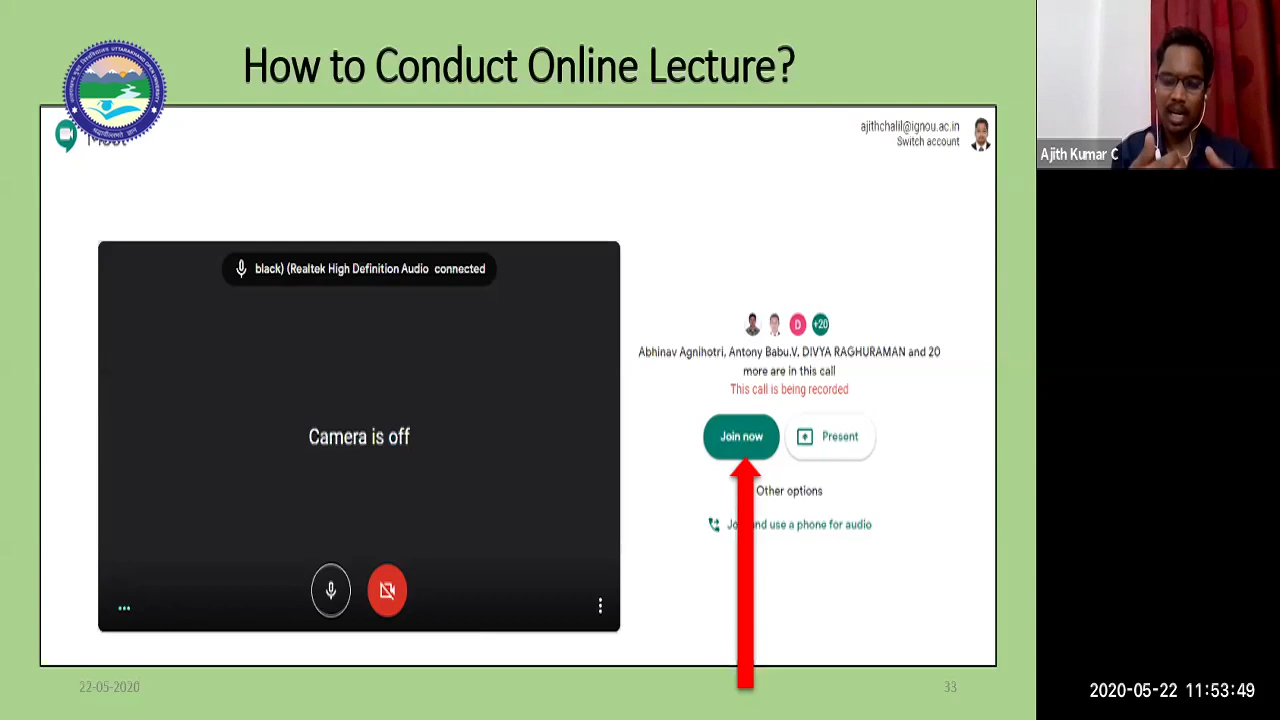 How to Conduct Online Lecture?
ajithchalil@ignou.ac.in
Switch account
black) (Realtek High Definition Audio connected
D +20
Abhinav Agnihotri, Antony Babu.V, DIVYA RAGHURAMAN and 20
more are in this call
This call is being recorded
Camera is off
Join now Present
Other options
and use a phone for audio
22-05-2020
33
Ajith Kumar C
2020-05-22 11:53:49